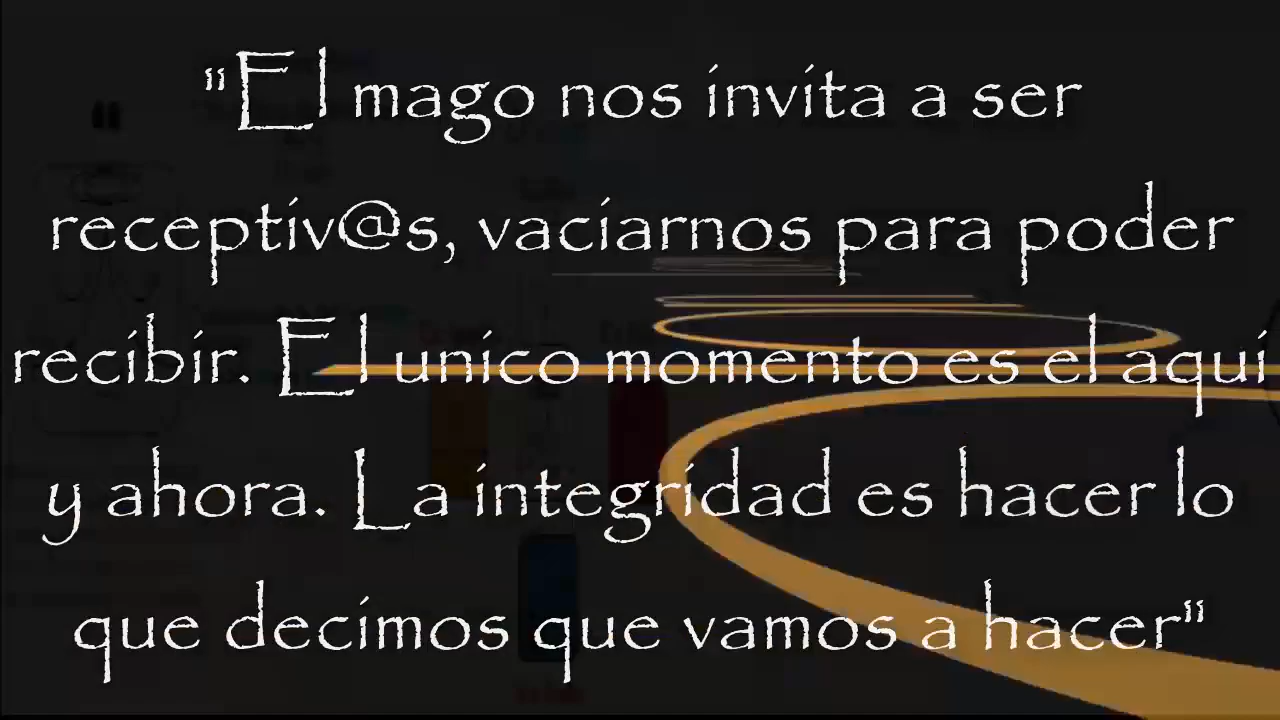 "El mago nos invita a ser
receptiv@s, vaciarnos para poder
recibir. El unico momento es el aqui
y ahora. La integridad es hacer lo
que decimos que vamos a hacer"